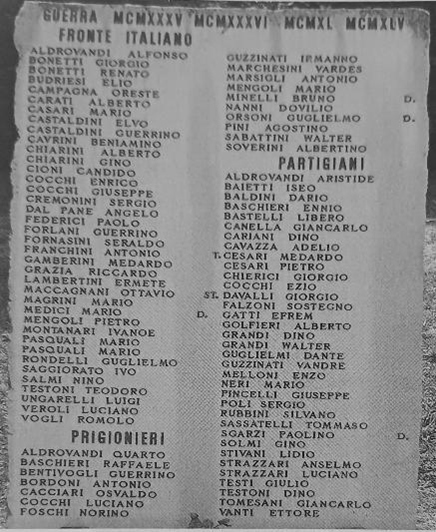 GUERRA MCMXXXV MCMXXXVI MCMXL MCMXLV
FRONTE ITALIANO
ALDROVANDI ALFONSO
BONETTI GIORGIO
BONETTI RENATO
BUDRIESI ELIO
CAMPAGNA ORESTE
CARATI ALBERTO
CASARI MARIO
CASTALDINI ELVO
CASTALDINI GUERRINO
CAVRINI BENIAMINO
CHIARINI ALBERTO
CHIARINI GINO
CIONI CANDIDO
COCCHI ENRICO
COCCHI GIUSEPPE
CREMONINI SERGIO
DAL PANE ANGELO
FEDERICI PAOLO
FORLANI GUERRINO
FORNASINI SERALDO
FRANCHINI ANTONIO
GAMBERINI MEDARDO
GRAZIA RICCARDO
LAMBERTINI ERMETE
MACCAGNANI OTTAVIO
MAGRINI MARIO
MEDICI MARIO
MENGOLI PIETRO
MONTANARI IVANOE
PASQUALI MARIO
PASQUALI MARIO
RONDELLI GUGLIELMO
SAGGIORATO IVO
SALMI NINO
TESTONI TEODORO
UNGARELLI LUIGI
VEROLI LUCIANO
VOGLI ROMOLO
PRIGIONIERI
ALDROVANDI QUARTO
BASCHIERI RAFFAELE
BENTIVOGLI GUERRINO
BORDONI ANTONIO
CACCIARI OSVALDO
COCCHI LUCIANO
FOSCHI NORINO
GUZZINATI IRMANNO
MARCHESINI VARDES
MARSIGLI ANTONIO
MENGOLI MARIO
MINELLI BRUNO D.
NANNI DOVILIO
ORSONI GUGLIELMO D.
PINI AGOSTINO
SABATTINI WALTER
SOVERINI ALBERTINO
PARTIGIANI
ALDROVANDI ARISTIDE
BAIETTI ISEO
BALDINI DARIO
BASCHIERI ENNIO
BASTELLI LIBERO
CANELLA GIANCARLO
CARIANI DINO
CAVAZZA ADELIO
T. CESARI MEDARDO
CESARI PIETRO
CHIERICI GIORGIO
COCCHI EZIO
ST. DAVALLI GIORGIO
FALZONI SOSTEGNO
D. GATTI EFREM
GOLFIERI ALBERTO
GRANDI DINO
GRANDI WALTER
GUGLIELMI DANTE
GUZZINATI VANDRE
MELLONI ENZO
NERI MARIO
PINCELLI GIUSEPPE
POLI SERGIO
RUBBINI SILVANO
SASSATELLI TOMMASO
SGARZI PAOLINO D.
SOLMI GINO
STIVANI LIDIO
STRAZZARI ANSELMO
STRAZZARI LUCIANO
TESTI GIULIO
TESTONI DINO
TOMESANI GIANCARLO
VANTI ETTORE